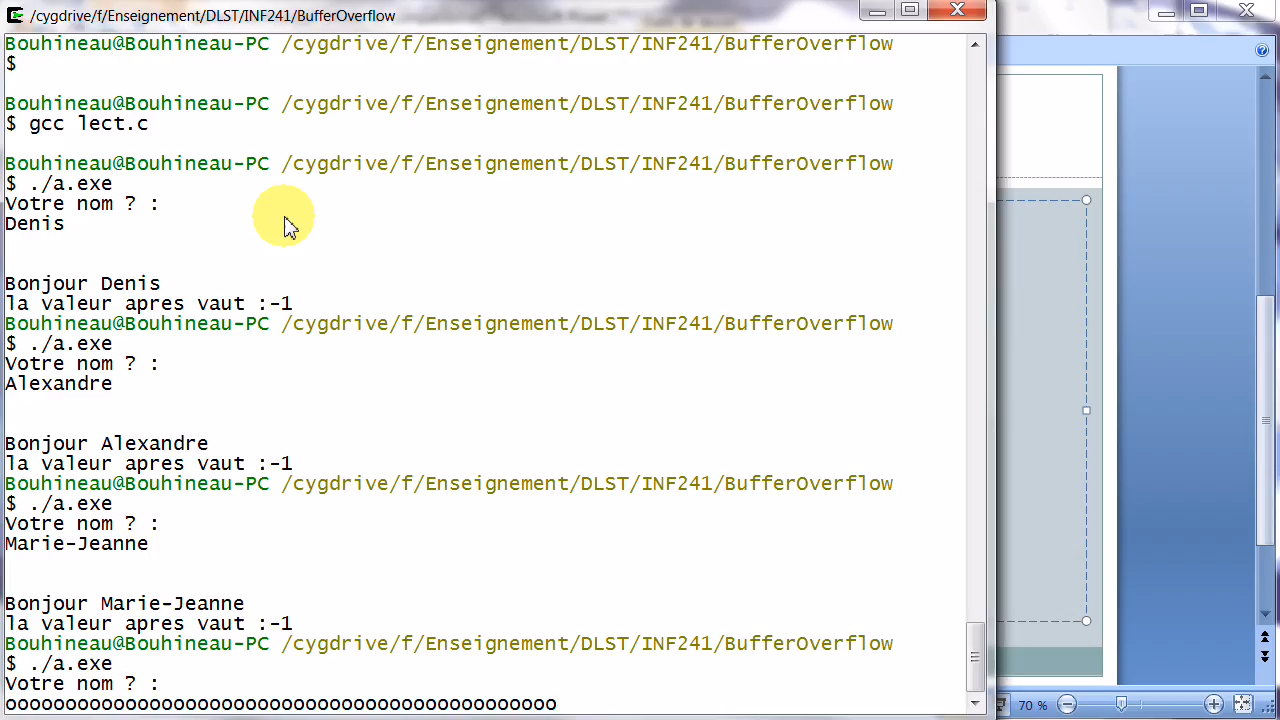 /cygdrive/f/Enseignement/DLST/INF241/BufferOverflow
Bouhineau@Bouhineau-PC /cygdrive/f/Enseignement/DLST/INF241/BufferOverflow
$
Bouhineau@Bouhineau-PC /cygdrive/f/Enseignement/DLST/INF241/BufferOverflow
$ gcc lect.c
Bouhineau@Bouhineau-PC /cygdrive/f/Enseignement/DLST/INF241/BufferOverflow
$ ./a.exe
Votre nom ? :
Denis
Bonjour Denis
la valeur apres vaut :-1
Bouhineau@Bouhineau-PC /cygdrive/f/Enseignement/DLST/INF241/BufferOverflow
$ ./a.exe
Votre nom ? :
Alexandre
Bonjour Alexandre
la valeur apres vaut :-1
Bouhineau@Bouhineau-PC /cygdrive/f/Enseignement/DLST/INF241/BufferOverflow
$ ./a.exe
Votre nom ? :
Marie-Jeanne
Bonjour Marie-Jeanne
la valeur apres vaut :-1
Bouhineau@Bouhineau-PC /cygdrive/f/Enseignement/DLST/INF241/BufferOverflow
$ ./a.exe
Votre nom ? :
oooooooooooooooooooooooooooooooooooooooooooooo
70 %